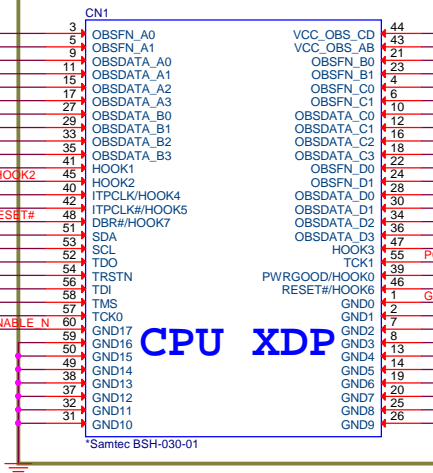 CN1
3 OBSFN_A0 VCC_OBS_CD 44
5 OBSFN_A1 VCC_OBS_AB 43
9 OBSDATA_A0 OBSFN_B0 21
11 OBSDATA_A1 OBSFN_B1 23
15 OBSDATA_A2 OBSFN_C0 4
17 OBSDATA_A3 OBSFN_C1 6
27 OBSDATA_B0 OBSDATA_C0 10
29 OBSDATA_B1 OBSDATA_C1 12
33 OBSDATA_B2 OBSDATA_C2 16
35 OBSDATA_B3 OBSDATA_C3 18
41 HOOK1 OBSFN_D0 22
HOOK2 45 HOOK2 OBSFN_D1 24
40 ITPCLK/HOOK4 OBSDATA_D0 28
42 ITPCLK#/HOOK5 OBSDATA_D1 30
ESET# 48 DBR#/HOOK7 OBSDATA_D2 34
51 SDA OBSDATA_D3 36
53 SCL HOOK3 47
52 TDO TCK1 55
54 TRSTN PWRGOOD/HOOK0 39
56 TDI RESET#/HOOK6 46
58 TMS GND0 1 G
57 TCK0 GND1 2
NABLE_N 60 GND17 GND2 7
59 GND16 GND3 8
50 GND15 GND4 13
49 GND14 GND5 14
38 GND13 GND6 19
37 GND12 GND7 20
32 GND11 GND8 25
31 GND10 GND9 26
CPU XDP
*Samtec BSH-030-01